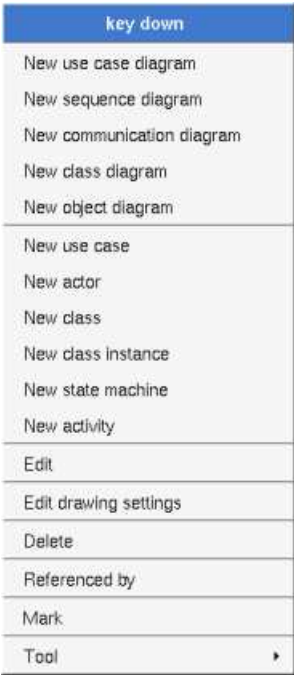 key down
New use case diagram
New sequence diagram
New communication diagram
New class diagram
New object diagram
New use case
New actor
New class
New class instance
New state machine
New activity
Edit
Edit drawing settings
Delete
Referenced by
Mark
Tool